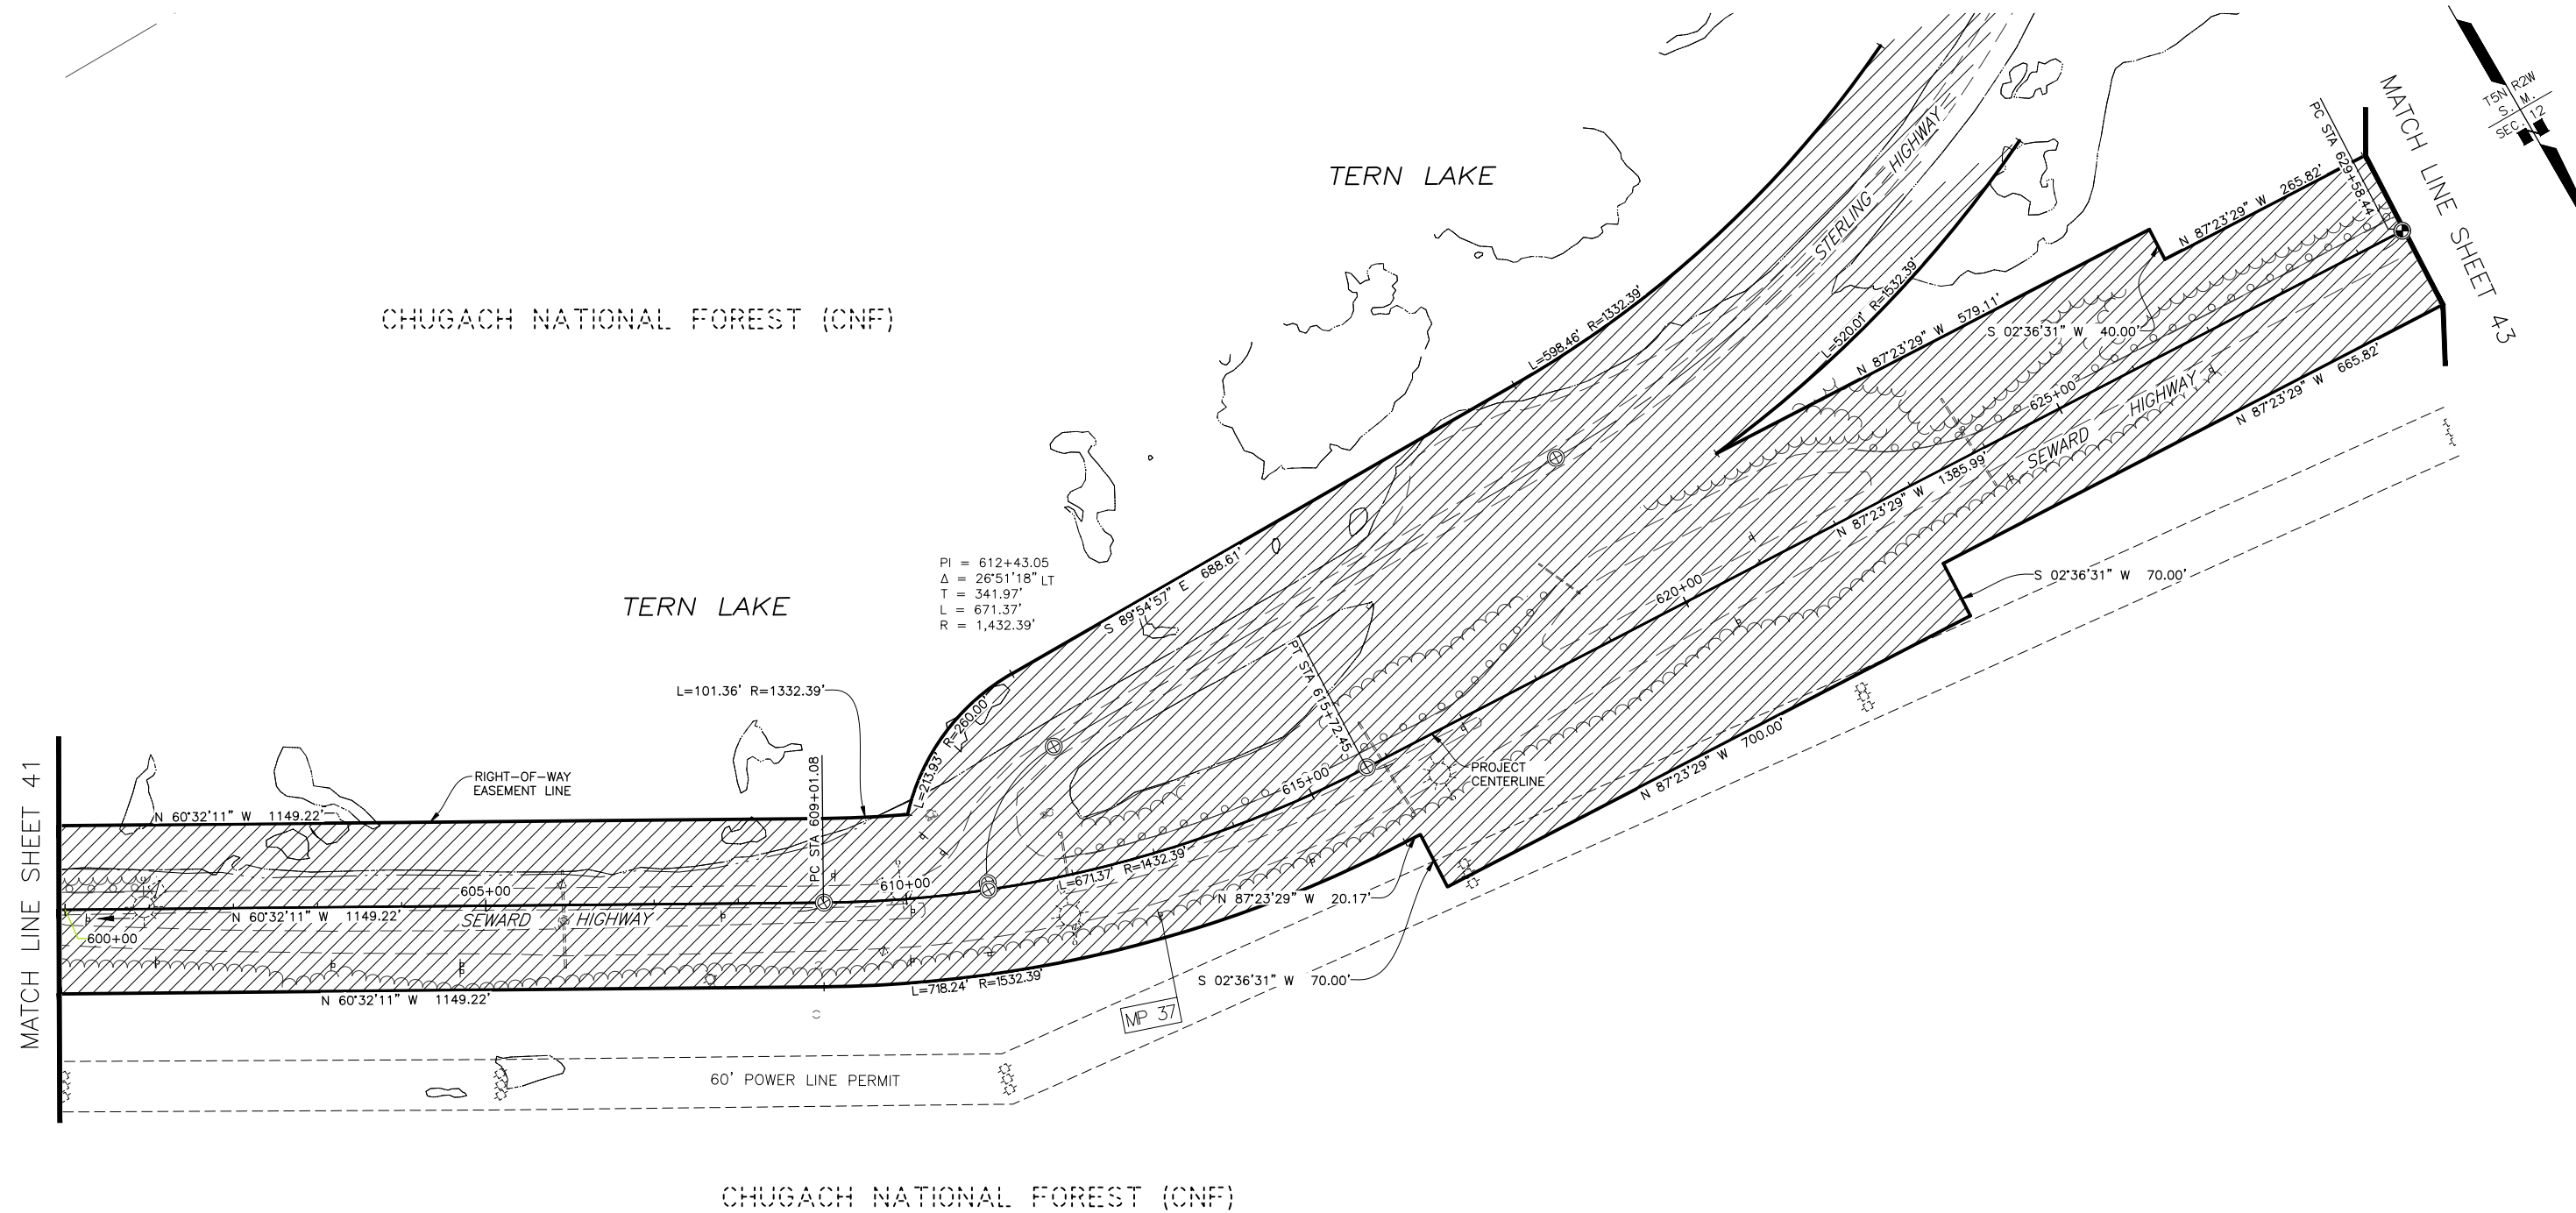 T5N R2W
S. M.
SEC. 12
MATCH LINE SHEET 43
PC STA 629+58.44
N 87°23'29" W 265.82'
TERN LAKE
STERLING HIGHWAY
L=520.01' R=1532.39'
N 87°23'29" W 579.11'
S 02°36'31" W 40.00'
L=598.46' R=1332.39'
CHUGACH NATIONAL FOREST (CNF)
625+00
SEWARD HIGHWAY
N 87°23'29" W 665.82'
N 87°23'29" W 1385.99'
PI = 612+43.05
Δ = 26°51'18" LT
T = 341.97'
L = 671.37'
R = 1,432.39'
S 89°54'57" E 688.61'
620+00
S 02°36'31" W 70.00'
TERN LAKE
PT STA 615+72.45
L=101.36' R=1332.39'
L=213.93' R=260.00'
RIGHT-OF-WAY
EASEMENT LINE
615+00
PROJECT
CENTERLINE
N 87°23'29" W 700.00'
MATCH LINE SHEET 41
N 60°32'11" W 1149.22'
PC STA 609+01.08
605+00
610+00
L=671.37' R=1432.39'
N 60°32'11" W 1149.22'
SEWARD HIGHWAY
N 87°23'29" W 20.17'
600+00
L=718.24' R=1532.39'
S 02°36'31" W 70.00'
N 60°32'11" W 1149.22'
MP 37
60' POWER LINE PERMIT
CHUGACH NATIONAL FOREST (CNF)